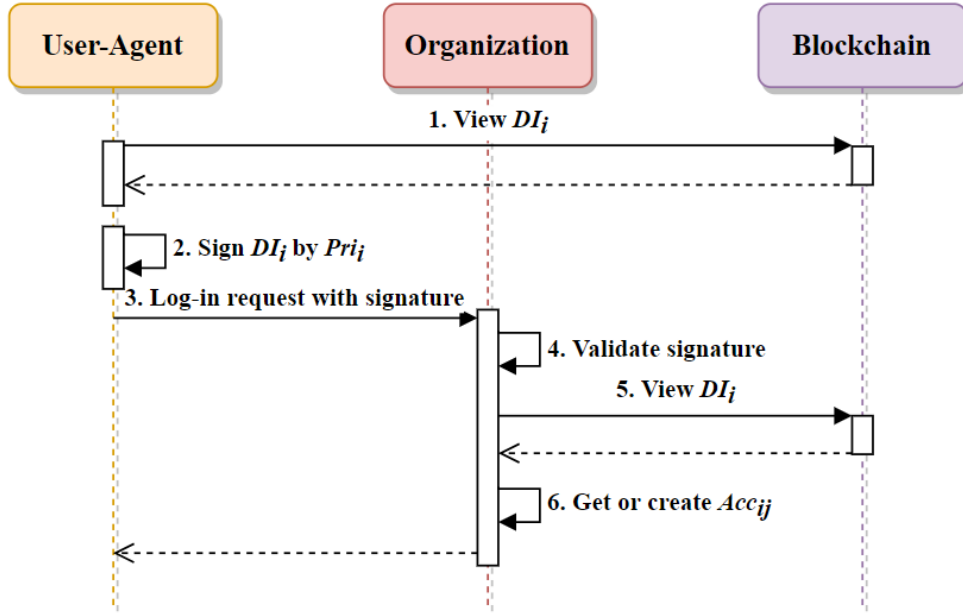 User-Agent
Organization
Blockchain
1. View DIi
2. Sign DIi by Prii
3. Log-in request with signature
4. Validate signature
5. View DIi
6. Get or create Accij